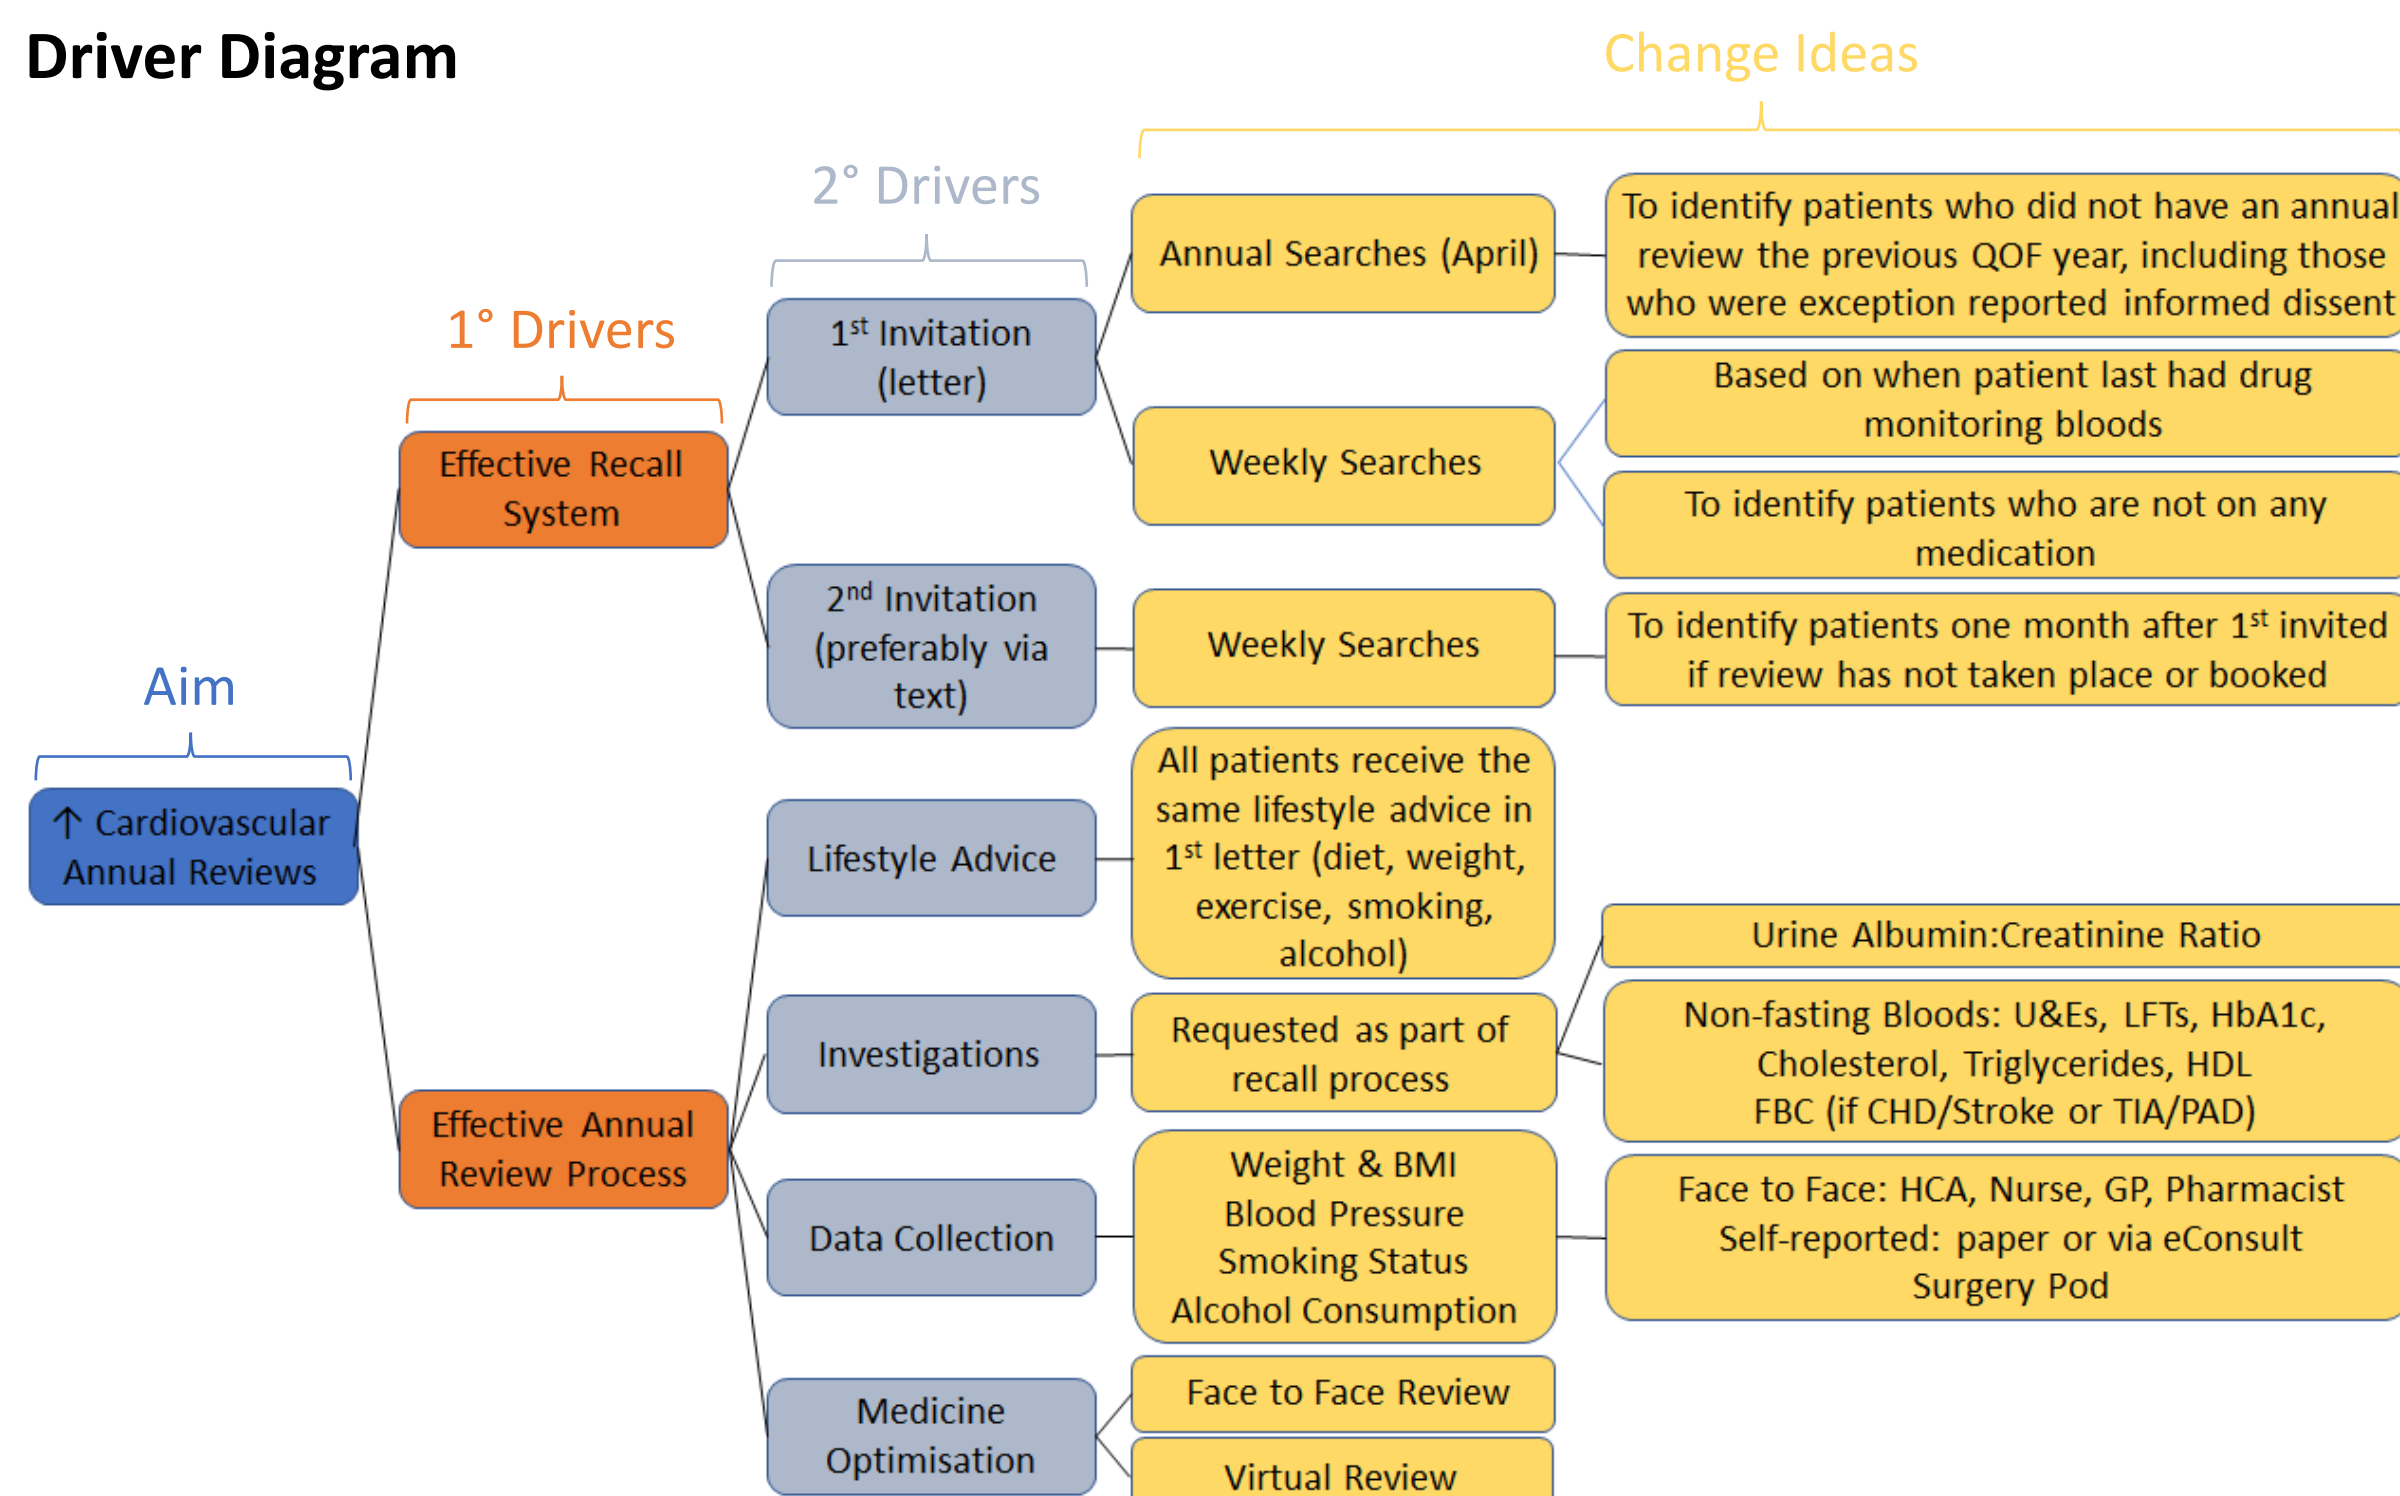 Driver Diagram
Change Ideas
2° Drivers
1° Drivers
Aim
↑ Cardiovascular
Annual Reviews
Effective Recall
System
Effective Annual
Review Process
1st Invitation
(letter)
2nd Invitation
(preferably via
text)
Lifestyle Advice
Investigations
Data Collection
Medicine
Optimisation
Annual Searches (April)
Weekly Searches
Weekly Searches
All patients receive the
same lifestyle advice in
1st letter (diet, weight,
exercise, smoking,
alcohol)
Requested as part of
recall process
Weight & BMI
Blood Pressure
Smoking Status
Alcohol Consumption
Face to Face Review
Virtual Review
To identify patients who did not have an annual
review the previous QOF year, including those
who were exception reported informed dissent
Based on when patient last had drug
monitoring bloods
To identify patients who are not on any
medication
To identify patients one month after 1st invited
if review has not taken place or booked
Urine Albumin:Creatinine Ratio
Non-fasting Bloods: U&Es, LFTs, HbA1c,
Cholesterol, Triglycerides, HDL
FBC (if CHD/Stroke or TIA/PAD)
Face to Face: HCA, Nurse, GP, Pharmacist
Self-reported: paper or via eConsult
Surgery Pod